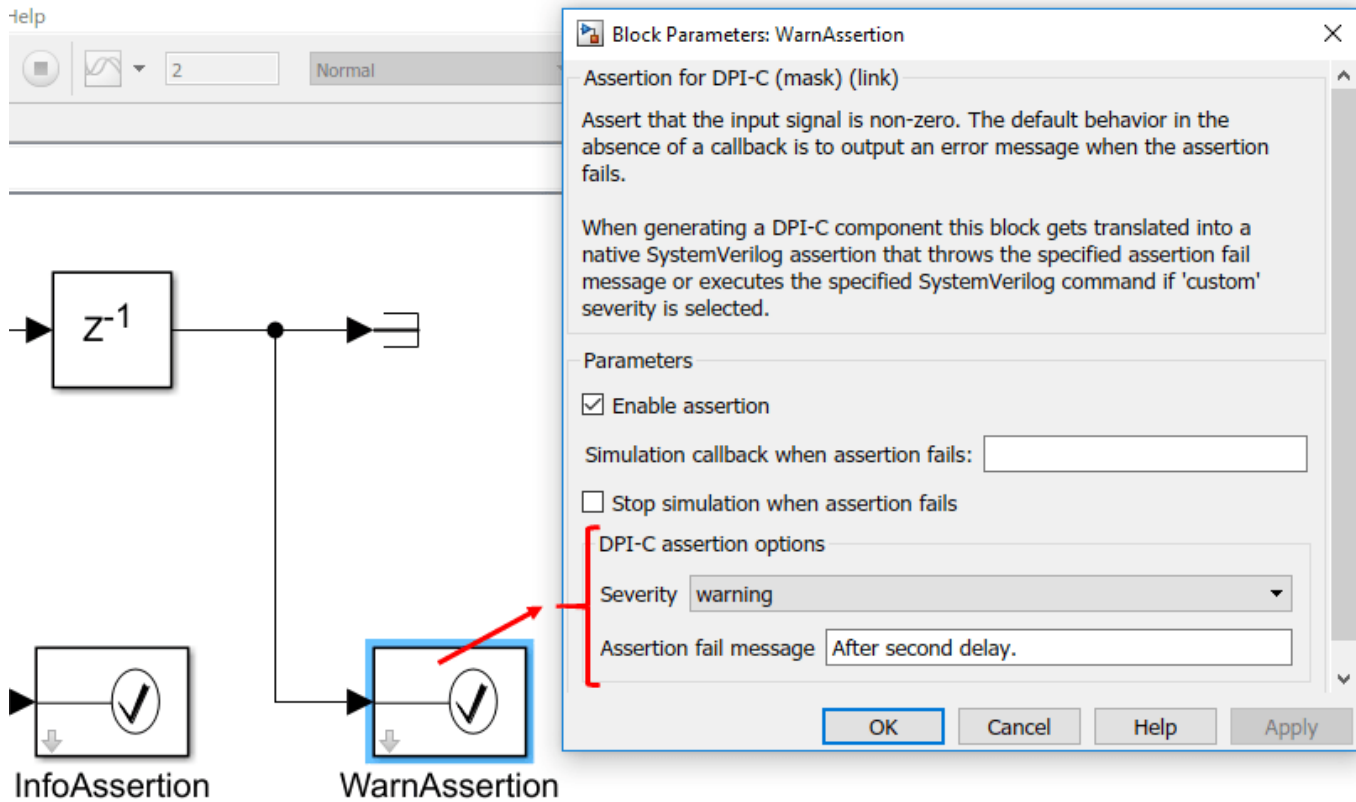 Help
2
Normal
z-1
InfoAssertion
WarnAssertion
Block Parameters: WarnAssertion
Assertion for DPI-C (mask) (link)
Assert that the input signal is non-zero. The default behavior in the
absence of a callback is to output an error message when the assertion
fails.
When generating a DPI-C component this block gets translated into a
native SystemVerilog assertion that throws the specified assertion fail
message or executes the specified SystemVerilog command if 'custom'
severity is selected.
Parameters
Enable assertion
Simulation callback when assertion fails:
Stop simulation when assertion fails
DPI-C assertion options
Severity warning
Assertion fail message After second delay.
OK Cancel Help Apply